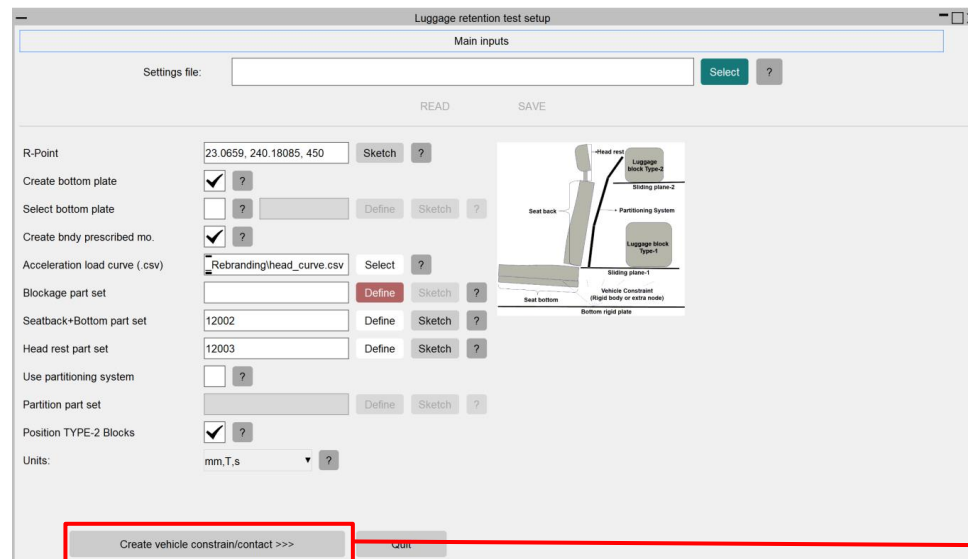 Luggage retention test setup
Main inputs
Settings file: Select ?
READ SAVE
R-Point 23.0659, 240.18085, 450 Sketch ?
Create bottom plate ?
Select bottom plate ? Define Sketch ?
Create bndy prescribed mo. ?
Acceleration load curve (.csv) _Rebranding\head_curve.csv Select ?
Blockage part set Define Sketch ?
Seatback+Bottom part set 12002 Define Sketch ?
Head rest part set 12003 Define Sketch ?
Use partitioning system ?
Partition part set Define Sketch ?
Position TYPE-2 Blocks ?
Units: mm,T,s ?
Head rest
Luggage
block Type-2
Sliding plane-2
Seat back
Partitioning System
Luggage block
Type-1
Sliding plane-1
Vehicle Constraint
(Rigid body or extra node)
Seat bottom
Bottom rigid plate
Create vehicle constrain/contact >>> Quit